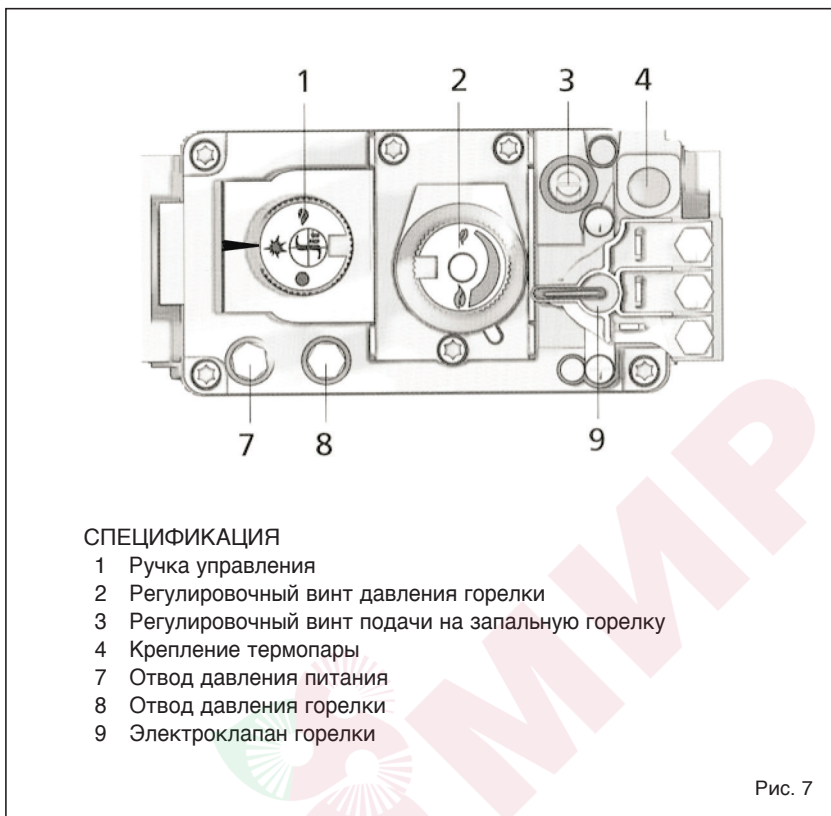 1 2 3 4
7 8 9
СПЕЦИФИКАЦИЯ
1 Ручка управления
2 Регулировочный винт давления горелки
3 Регулировочный винт подачи на запальную горелку
4 Крепление термопары
7 Отвод давления питания
8 Отвод давления горелки
9 Электроклапан горелки
Рис. 7
SМИР